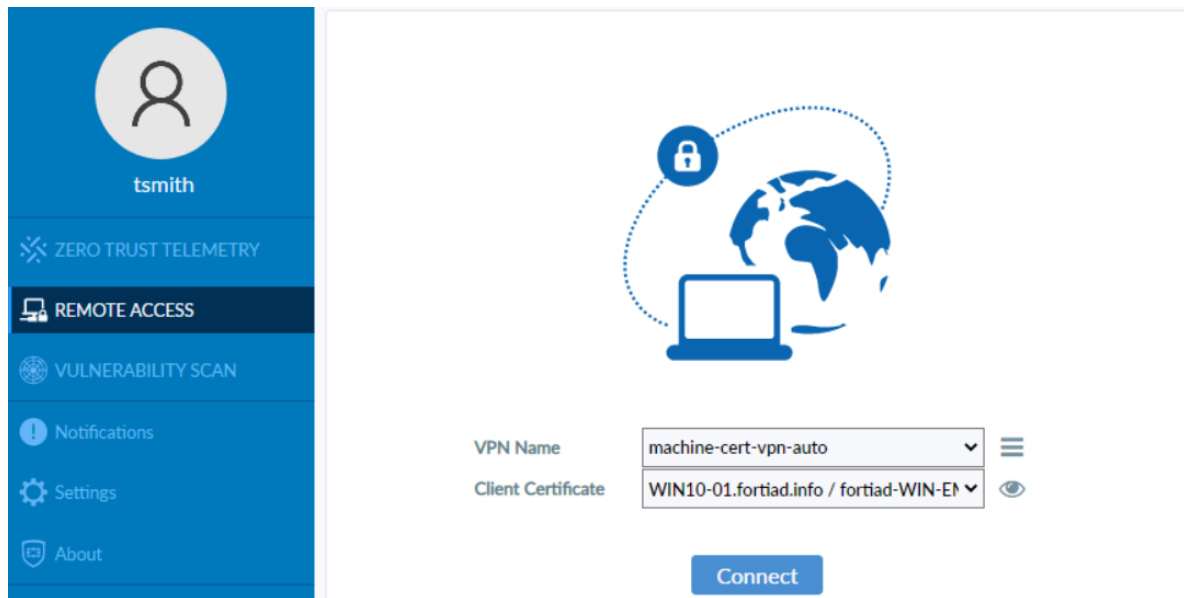 tsmith
ZERO TRUST TELEMETRY
REMOTE ACCESS
VULNERABILITY SCAN
Notifications
Settings
About
VPN Name
machine-cert-vpn-auto
Client Certificate
WIN10-01.fortiad.info / fortiad-WIN-EN
Connect